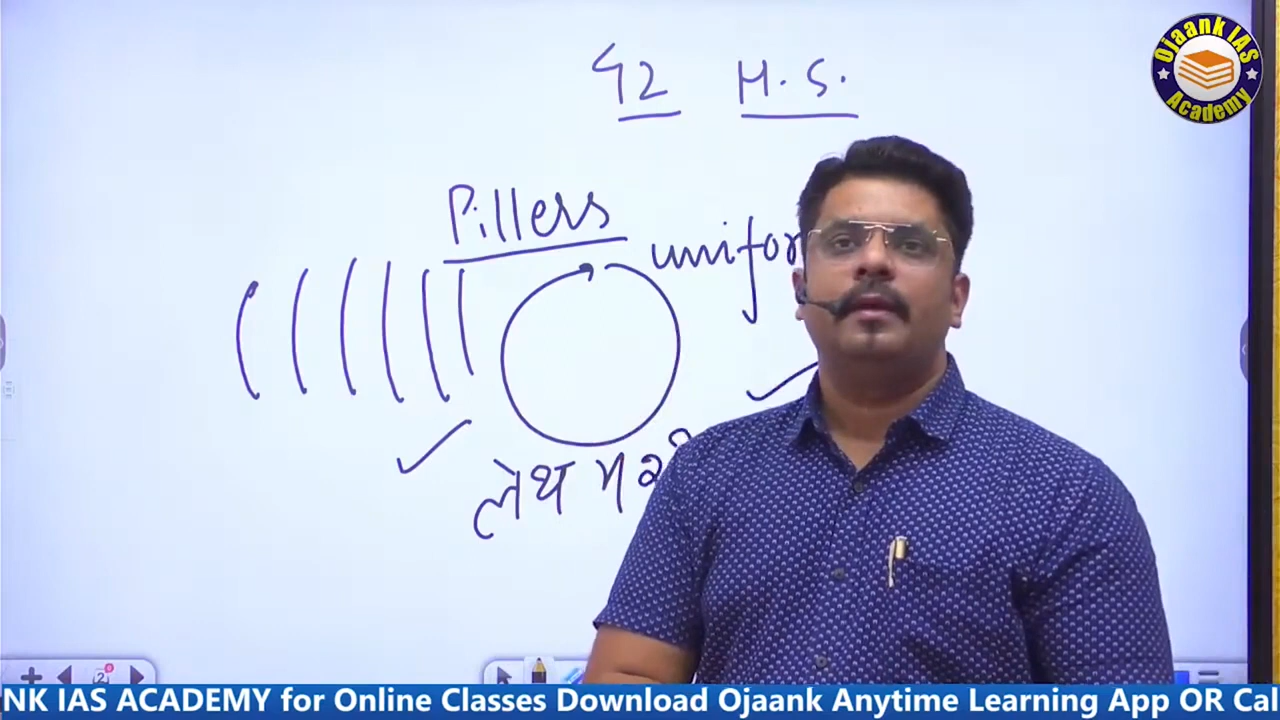 42 H.S.
Ojaank IAS
Academy
Pillers
unifor
लेथ मशी
NK IAS ACADEMY for Online Classes Download Ojaank Anytime Learning App OR Cal